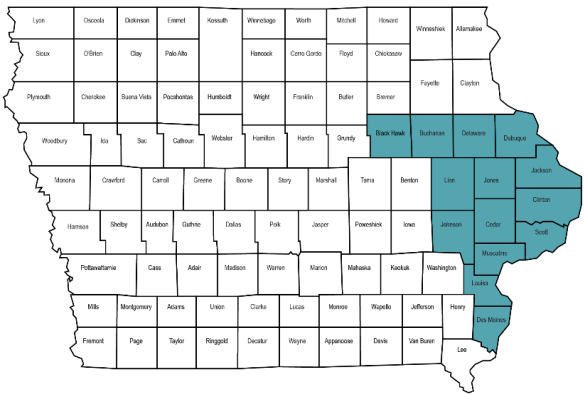 Lyon Osceola Dickinson Emmet Kossuth Winnebago Worth Mitchell Howard Winneshiek Allamakee
Sioux O'Brien Clay Palo Alto Hancock Cerro Gordo Floyd Chickasaw
Plymouth Cherokee Buena Vista Pocahontas Humboldt Wright Franklin Butler Bremer Fayette Clayton
Woodbury Ida Sac Calhoun Webster Hamilton Hardin Grundy Black Hawk Buchanan Delaware Dubuque
Monona Crawford Carroll Greene Boone Story Marshall Tama Benton Linn Jones Jackson
Clinton
Harrison Shelby Audubon Guthrie Dallas Polk Jasper Poweshiek Iowa Johnson Cedar Scott
Muscatine
Pottawattamie Cass Adair Madison Warren Marion Mahaska Keokuk Washington Louisa
Mills Montgomery Adams Union Clarke Lucas Monroe Wapello Jefferson Henry Des Moines
Fremont Page Taylor Ringgold Decatur Wayne Appanoose Davis Van Buren Lee